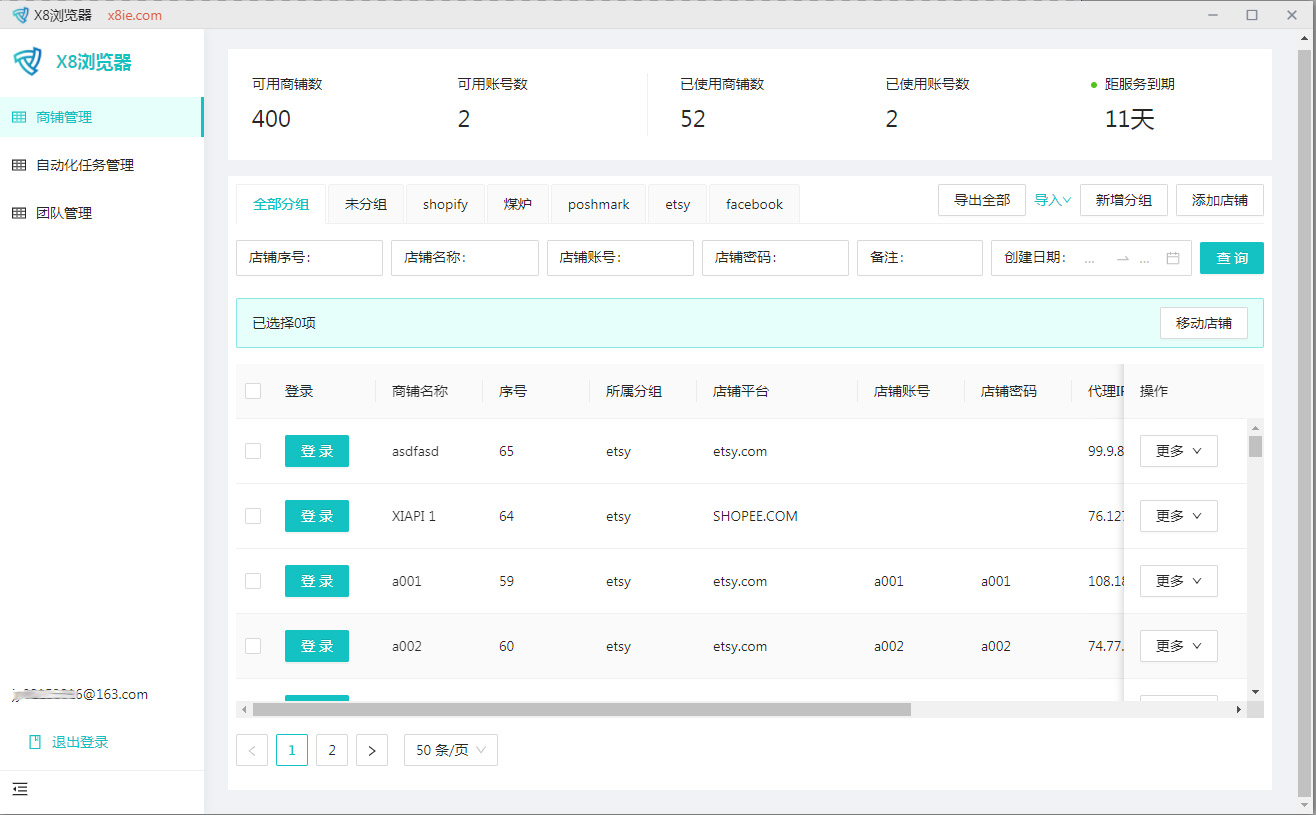 X8浏览器 x8ie.com
X8浏览器
商铺管理
自动化任务管理
团队管理
@163.com
退出登录
可用商铺数 可用账号数 已使用商铺数 已使用账号数 距服务到期
400 2 52 2 11天
全部分组 未分组 shopify 煤炉 poshmark etsy facebook 导出全部 导入 新增分组 添加店铺
店铺序号: 店铺名称: 店铺账号: 店铺密码: 备注: 创建日期: ... → ... 查 询
已选择0项 移动店铺
登录 商铺名称 序号 所属分组 店铺平台 店铺账号 店铺密码 代理IP 操作
登 录 asdfasd 65 etsy etsy.com 99.9.8 更多
登 录 XIAPI 1 64 etsy SHOPEE.COM 76.127 更多
登 录 a001 59 etsy etsy.com a001 a001 108.18 更多
登 录 a002 60 etsy etsy.com a002 a002 74.77. 更多
< 1 2 > 50 条/页